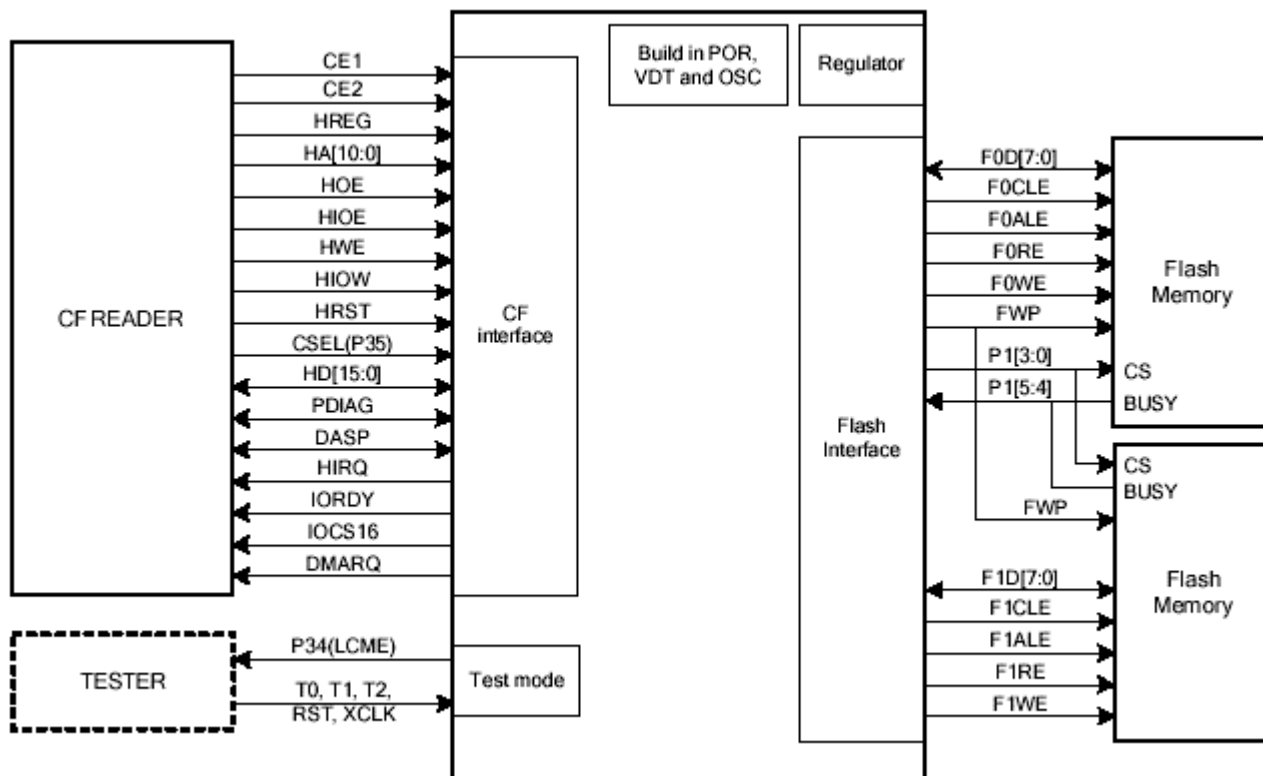 CF READER
CE1
CE2
HREG
HA[10:0]
HOE
HIOE
HWE
HIOW
HRST
CSEL(P35)
HD[15:0]
PDIAG
DASP
HIRQ
IORDY
IOCS16
DMARQ
TESTER
P34(LCME)
T0, T1, T2,
RST, XCLK
CF
interface
Test mode
Build in POR,
VDT and OSC
Regulator
Flash
Interface
F0D[7:0]
F0CLE
F0ALE
F0RE
F0WE
FWP
P1[3:0]
P1[5:4]
Flash
Memory
CS
BUSY
CS
BUSY
FWP
F1D[7:0]
F1CLE
F1ALE
F1RE
F1WE
Flash
Memory